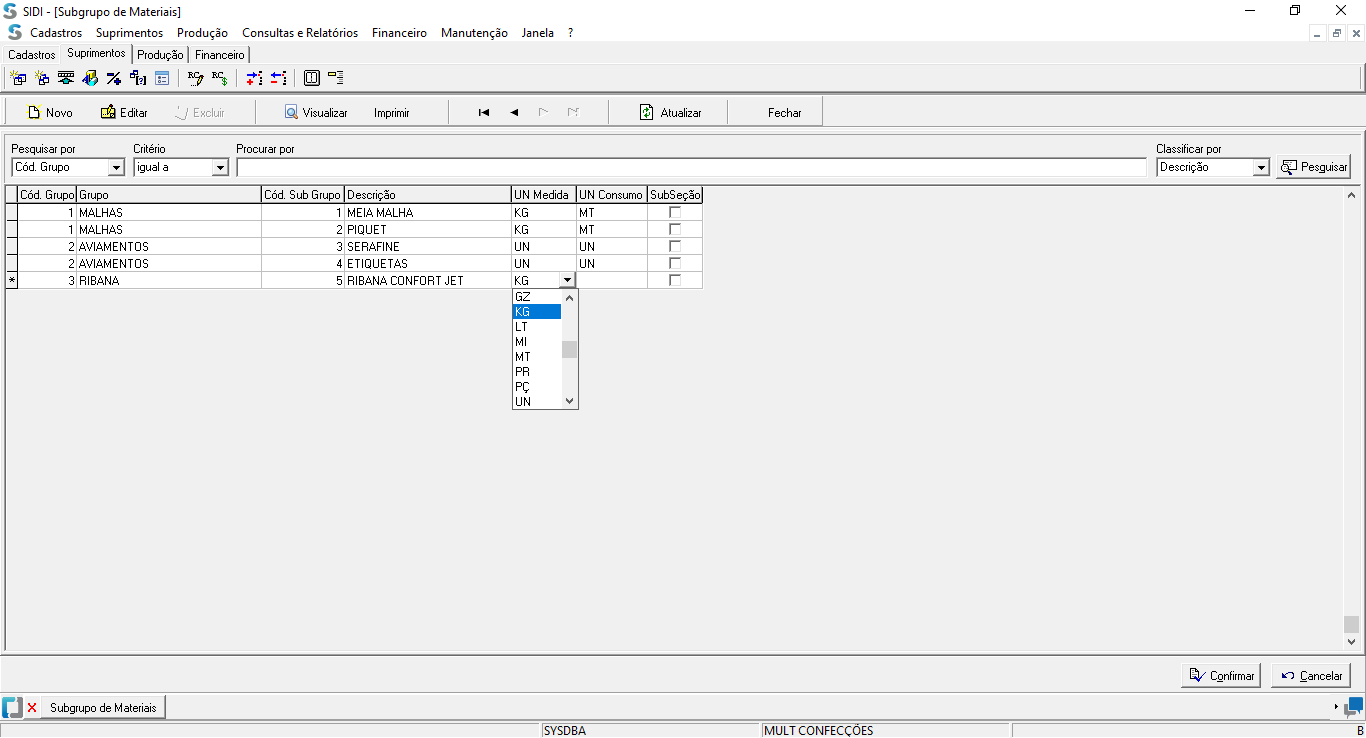 SIDI - [Subgrupo de Materiais]
Cadastros Suprimentos Produção Consultas e Relatórios Financeiro Manutenção Janela ?
Cadastros Suprimentos Produção Financeiro
Novo Editar Excluir Visualizar Imprimir Atualizar Fechar
Pesquisar por Critério Procurar por Classificar por
Cód. Grupo igual a Descrição Pesquisar
Cód. Grupo Grupo Cód. Sub Grupo Descrição UN Medida UN Consumo SubSeção
1 MALHAS 1 MEIA MALHA KG MT
1 MALHAS 2 PIQUET KG MT
2 AVIAMENTOS 3 SERAFINE UN UN
2 AVIAMENTOS 4 ETIQUETAS UN UN
* 3 RIBANA 5 RIBANA CONFORT JET KG
GZ
KG
LT
MI
MT
PR
PÇ
UN
Confirmar Cancelar
Subgrupo de Materiais
SYSDBA MULT CONFECÇÕES B